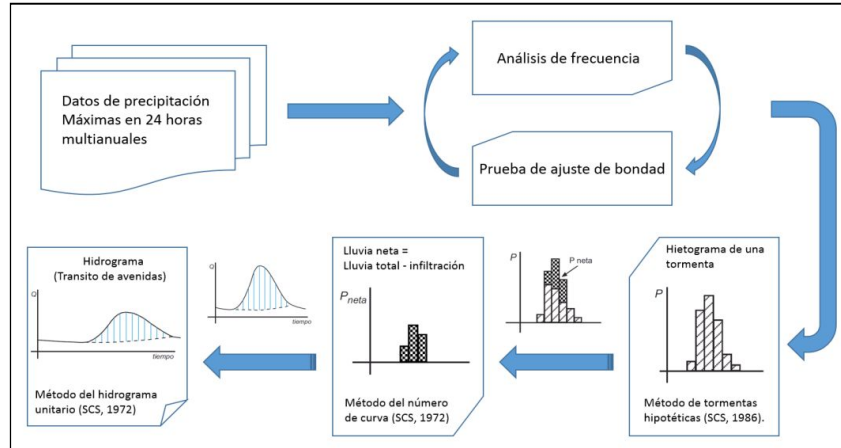 Datos de precipitación
Máximas en 24 horas
multianuales
Análisis de frecuencia
Prueba de ajuste de bondad
Hietograma de una
tormenta
P
Método de tormentas
hipotéticas (SCS, 1986).
P
P neta
Lluvia neta =
Lluvia total - infiltración
Pneta
Método del número
de curva (SCS, 1972)
Q
tiempo
Hidrograma
(Transito de avenidas)
Q
tiempo
Método del hidrograma
unitario (SCS, 1972)